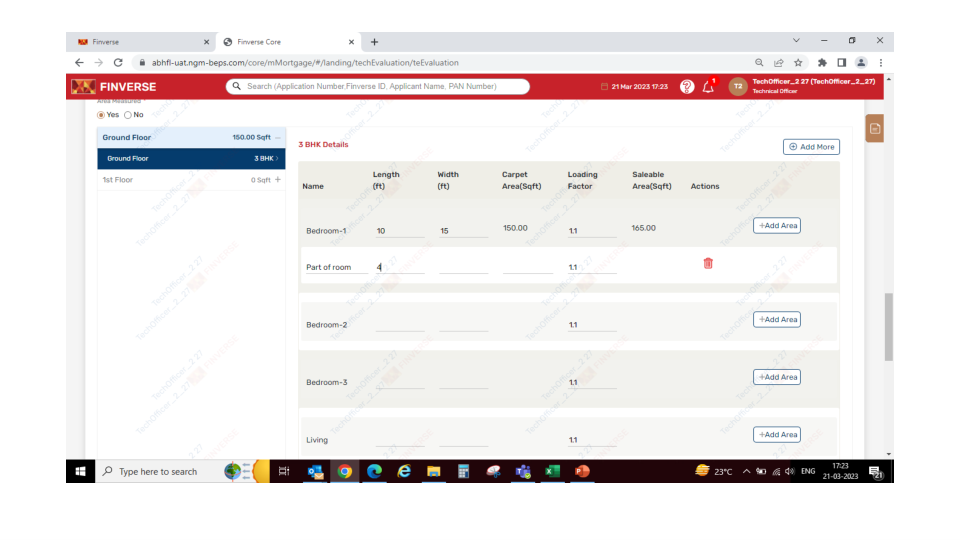 Finverse
Finverse Core
abhfl-uat.ngm-beps.com/core/mMortgage/#/landing/techEvaluation/teEvaluation
FINVERSE
Search (Application Number,Finverse ID, Applicant Name, PAN Number)
21 Mar 2023 17:23
T2
TechOfficer_2 27 (TechOfficer_2_27)
Technical Officer
Area Measured
Yes No
Ground Floor 150.00 Sqft
Ground Floor 3 BHK
1st Floor 0 Sqft +
3 BHK Details
Add More
Name Length (ft) Width (ft) Carpet Area(Sqft) Loading Factor Saleable Area(Sqft) Actions
Bedroom-1 10 15 150.00 1.1 165.00 +Add Area
Part of room 4 1.1
Bedroom-2 1.1 +Add Area
Bedroom-3 1.1 +Add Area
Living 1.1 +Add Area
Type here to search
23°C
ENG
17:23
21-03-2023